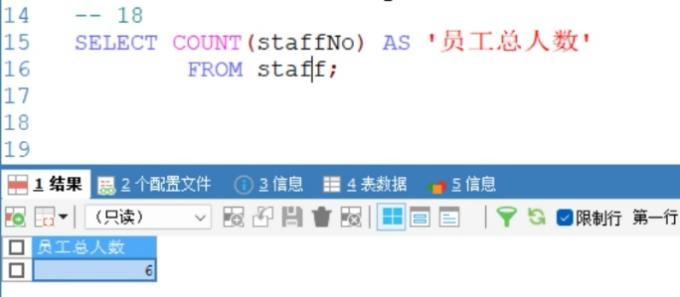 14 -- 18
15 SELECT COUNT(staffNo) AS '员工总人数'
16 FROM staff;
17
18
19
1 结果 2 个配置文件 3 信息 4 表数据 5 信息
(只读) 限制行 第一行
员工总人数
6